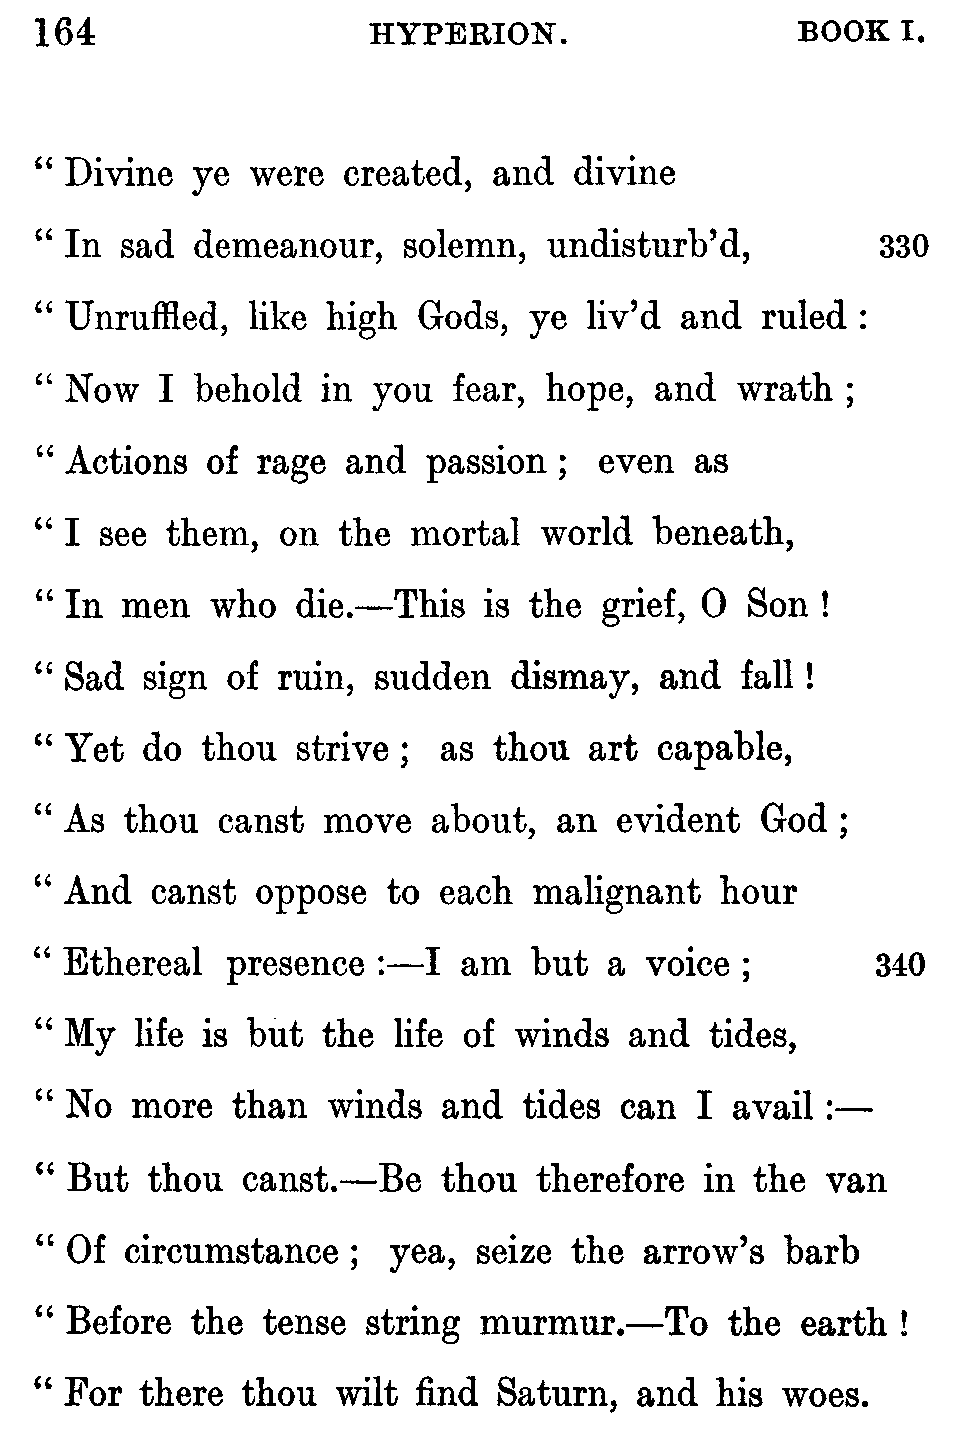 164 HYPERION. BOOK I.
“ Divine ye were created, and divine
“ In sad demeanour, solemn, undisturb’d, 330
“ Unruffled, like high Gods, ye liv’d and ruled :
“ Now I behold in you fear, hope, and wrath ;
“ Actions of rage and passion ; even as
“ I see them, on the mortal world beneath,
“ In men who die.—This is the grief, O Son !
“ Sad sign of ruin, sudden dismay, and fall !
“ Yet do thou strive ; as thou art capable,
“ As thou canst move about, an evident God ;
“ And canst oppose to each malignant hour
“ Ethereal presence :—I am but a voice ; 340
“ My life is but the life of winds and tides,
“ No more than winds and tides can I avail :—
“ But thou canst.—Be thou therefore in the van
“ Of circumstance ; yea, seize the arrow’s barb
“ Before the tense string murmur.—To the earth !
“ For there thou wilt find Saturn, and his woes.